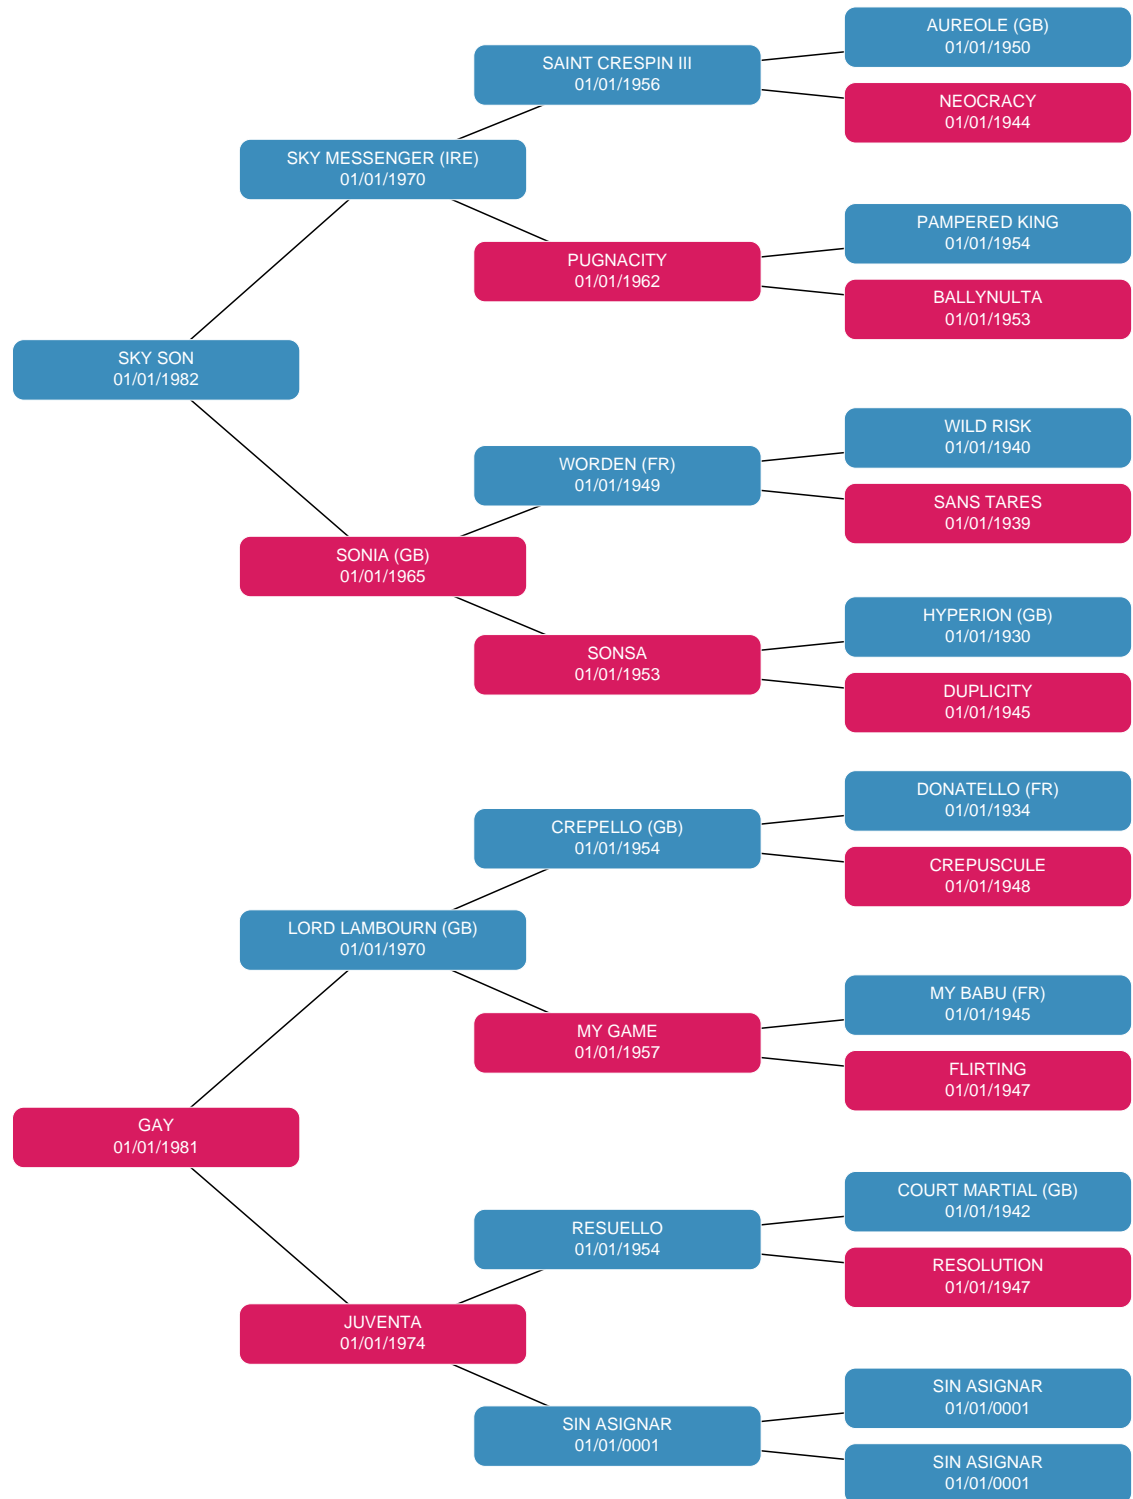 AUREOLE (GB)
01/01/1950
SAINT CRESPIN III
01/01/1956
NEOCRACY
01/01/1944
SKY MESSENGER (IRE)
01/01/1970
PAMPERED KING
01/01/1954
PUGNACITY
01/01/1962
BALLYNULTA
01/01/1953
SKY SON
01/01/1982
WILD RISK
01/01/1940
WORDEN (FR)
01/01/1949
SANS TARES
01/01/1939
SONIA (GB)
01/01/1965
HYPERION (GB)
01/01/1930
SONSA
01/01/1953
DUPLICITY
01/01/1945
DONATELLO (FR)
01/01/1934
CREPELLO (GB)
01/01/1954
CREPUSCULE
01/01/1948
LORD LAMBOURN (GB)
01/01/1970
MY BABU (FR)
01/01/1945
MY GAME
01/01/1957
FLIRTING
01/01/1947
GAY
01/01/1981
COURT MARTIAL (GB)
01/01/1942
RESUELLO
01/01/1954
RESOLUTION
01/01/1947
JUVENTA
01/01/1974
SIN ASIGNAR
01/01/0001
SIN ASIGNAR
01/01/0001
SIN ASIGNAR
01/01/0001